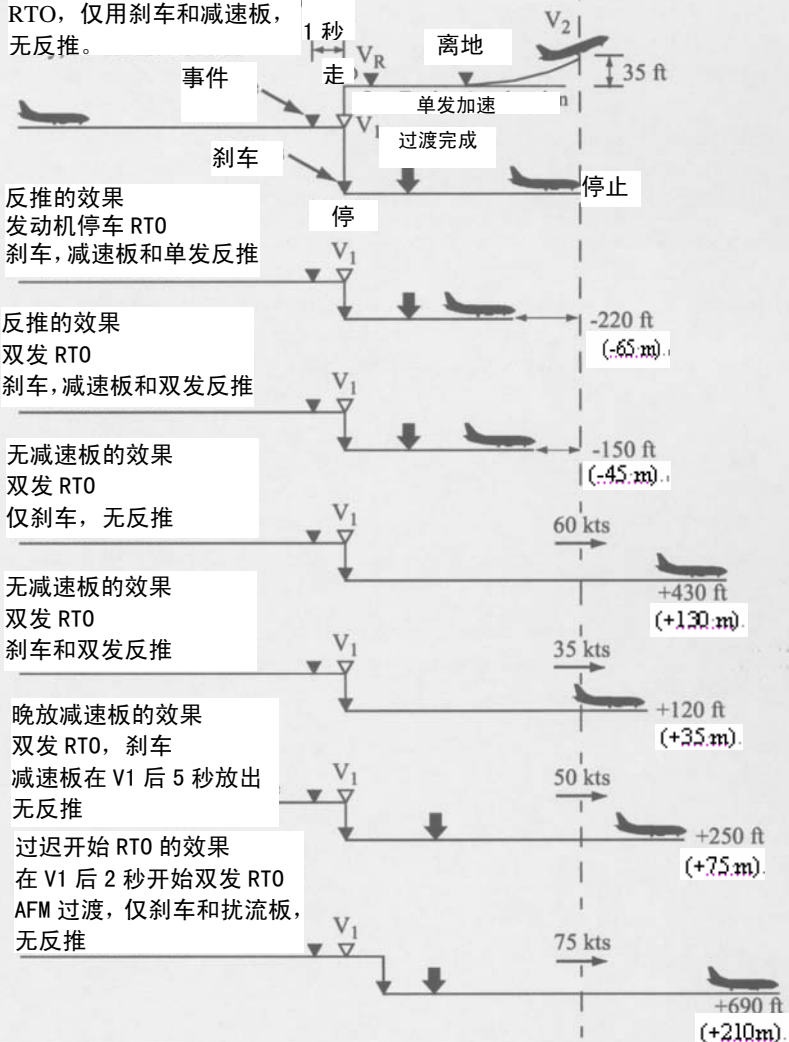 RTO，仅用刹车和减速板，
无反推。
1 秒
V2
VR
离地
走
35 ft
事件
单发加速
V1
过渡完成
刹车
停止
停
反推的效果
发动机停车 RTO
刹车，减速板和单发反推
V1
-220 ft
(-65 m).
反推的效果
双发 RTO
刹车，减速板和双发反推
V1
-150 ft
(-45 m).
无减速板的效果
双发 RTO
仅刹车，无反推
V1
60 kts
+430 ft
(+130 m).
无减速板的效果
双发 RTO
刹车和双发反推
V1
35 kts
+120 ft
(+35 m).
晚放减速板的效果
双发 RTO，刹车
减速板在 V1 后 5 秒放出
无反推
V1
50 kts
+250 ft
(+75 m).
过迟开始 RTO 的效果
在 V1 后 2 秒开始双发 RTO
AFM 过渡，仅刹车和扰流板，
无反推
V1
75 kts
+690 ft
(+210m).